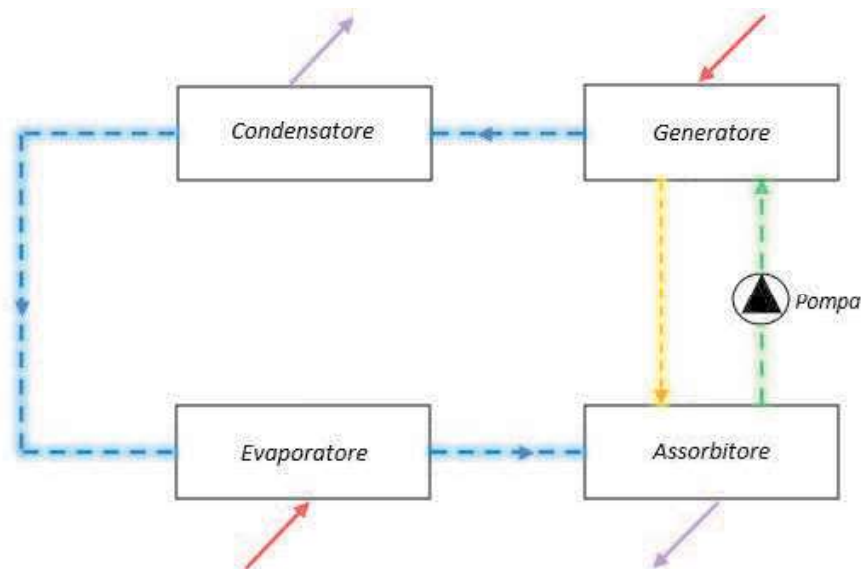 Condensatore
Generatore
Pompa
Evaporatore
Assorbitore